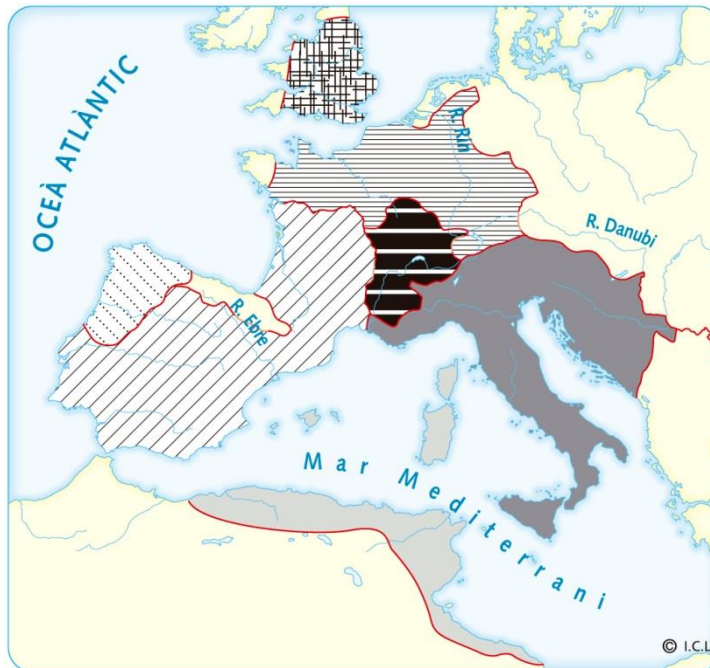 OCEÀ ATLÀNTIC
R. Rin
R. Danubi
R. Ebre
Mar Mediterrani
© I.C.L